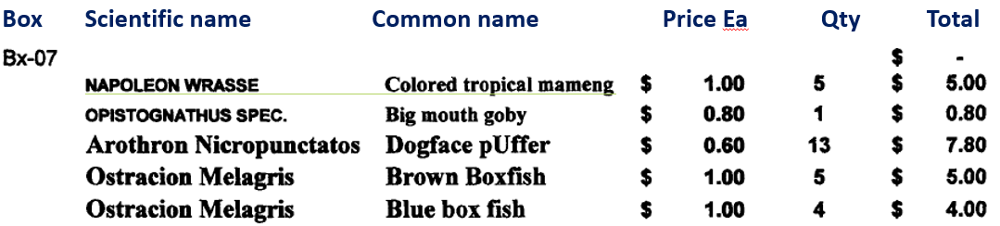 Box Scientific name Common name Price Ea Qty Total
Bx-07 $ -
NAPOLEON WRASSE Colored tropical mameng $ 1.00 5 $ 5.00
OPISTOGNATHUS SPEC. Big mouth goby $ 0.80 1 $ 0.80
Arothron Nicropunctatos Dogface pUffer $ 0.60 13 $ 7.80
Ostracion Melagris Brown Boxfish $ 1.00 5 $ 5.00
Ostracion Melagris Blue box fish $ 1.00 4 $ 4.00